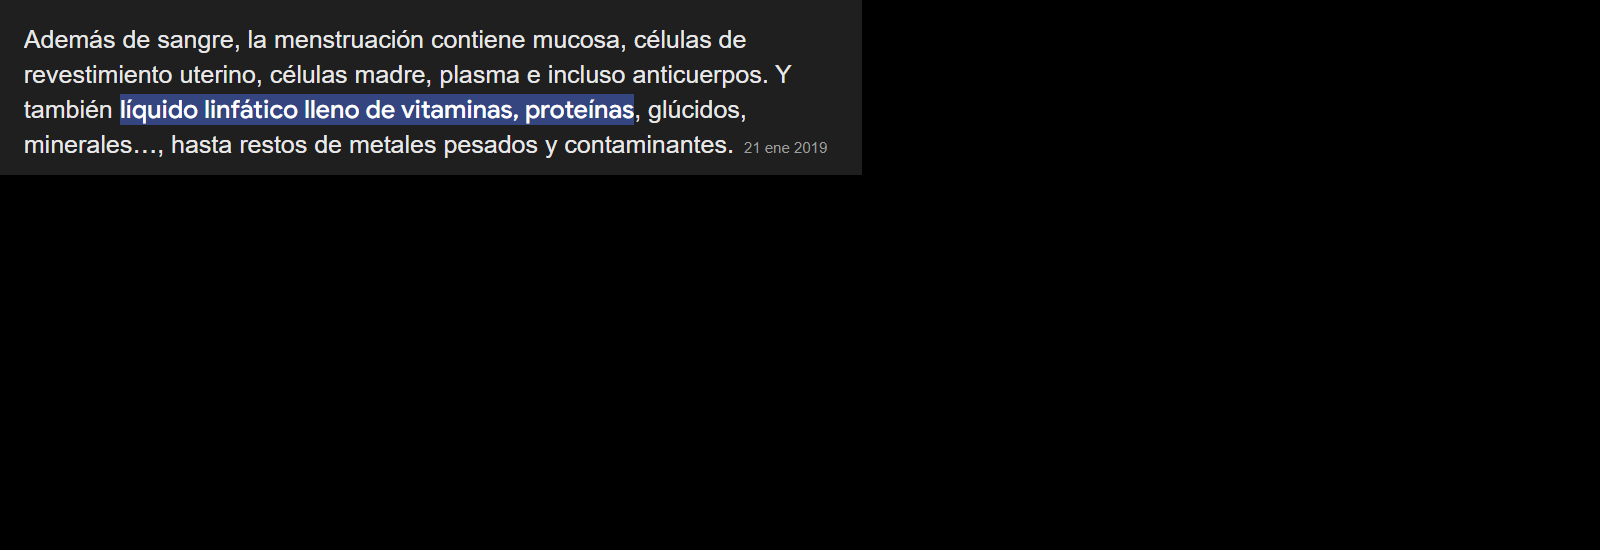 Además de sangre, la menstruación contiene mucosa, células de
revestimiento uterino, células madre, plasma e incluso anticuerpos. Y
también líquido linfático lleno de vitaminas, proteínas, glúcidos,
minerales…, hasta restos de metales pesados y contaminantes. 21 ene 2019